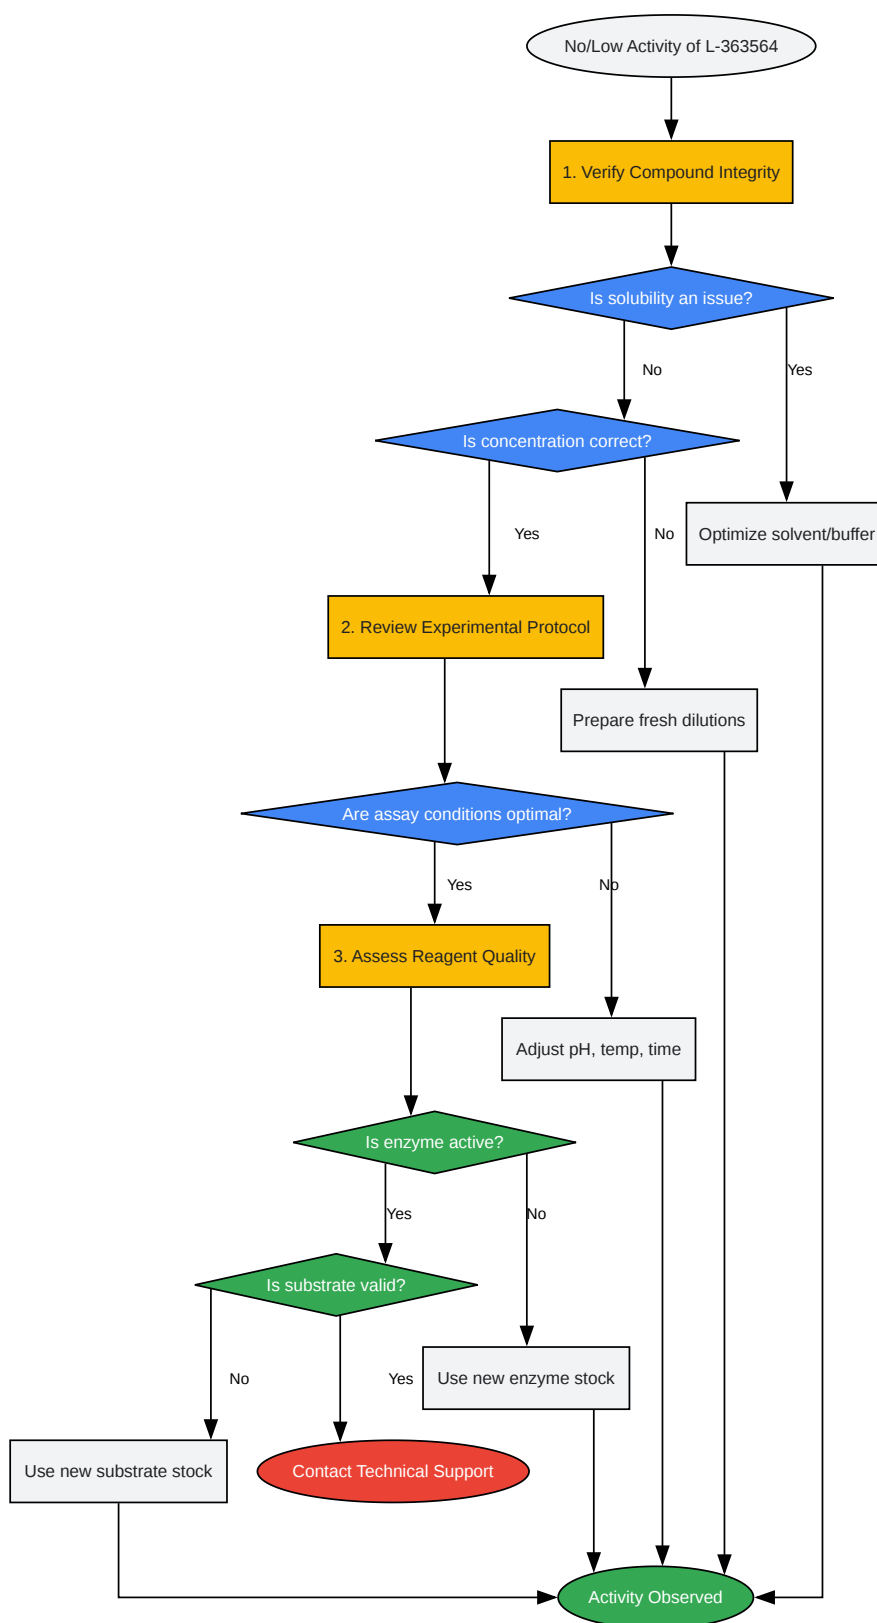 No/Low Activity of L-363564
1. Verify Compound Integrity
Is solubility an issue?
No
Yes
Is concentration correct?
Yes
No
Optimize solvent/buffer
2. Review Experimental Protocol
Prepare fresh dilutions
Are assay conditions optimal?
Yes
No
3. Assess Reagent Quality
Adjust pH, temp, time
Is enzyme active?
Yes
No
Is substrate valid?
No
Yes
Use new enzyme stock
Use new substrate stock
Contact Technical Support
Activity Observed